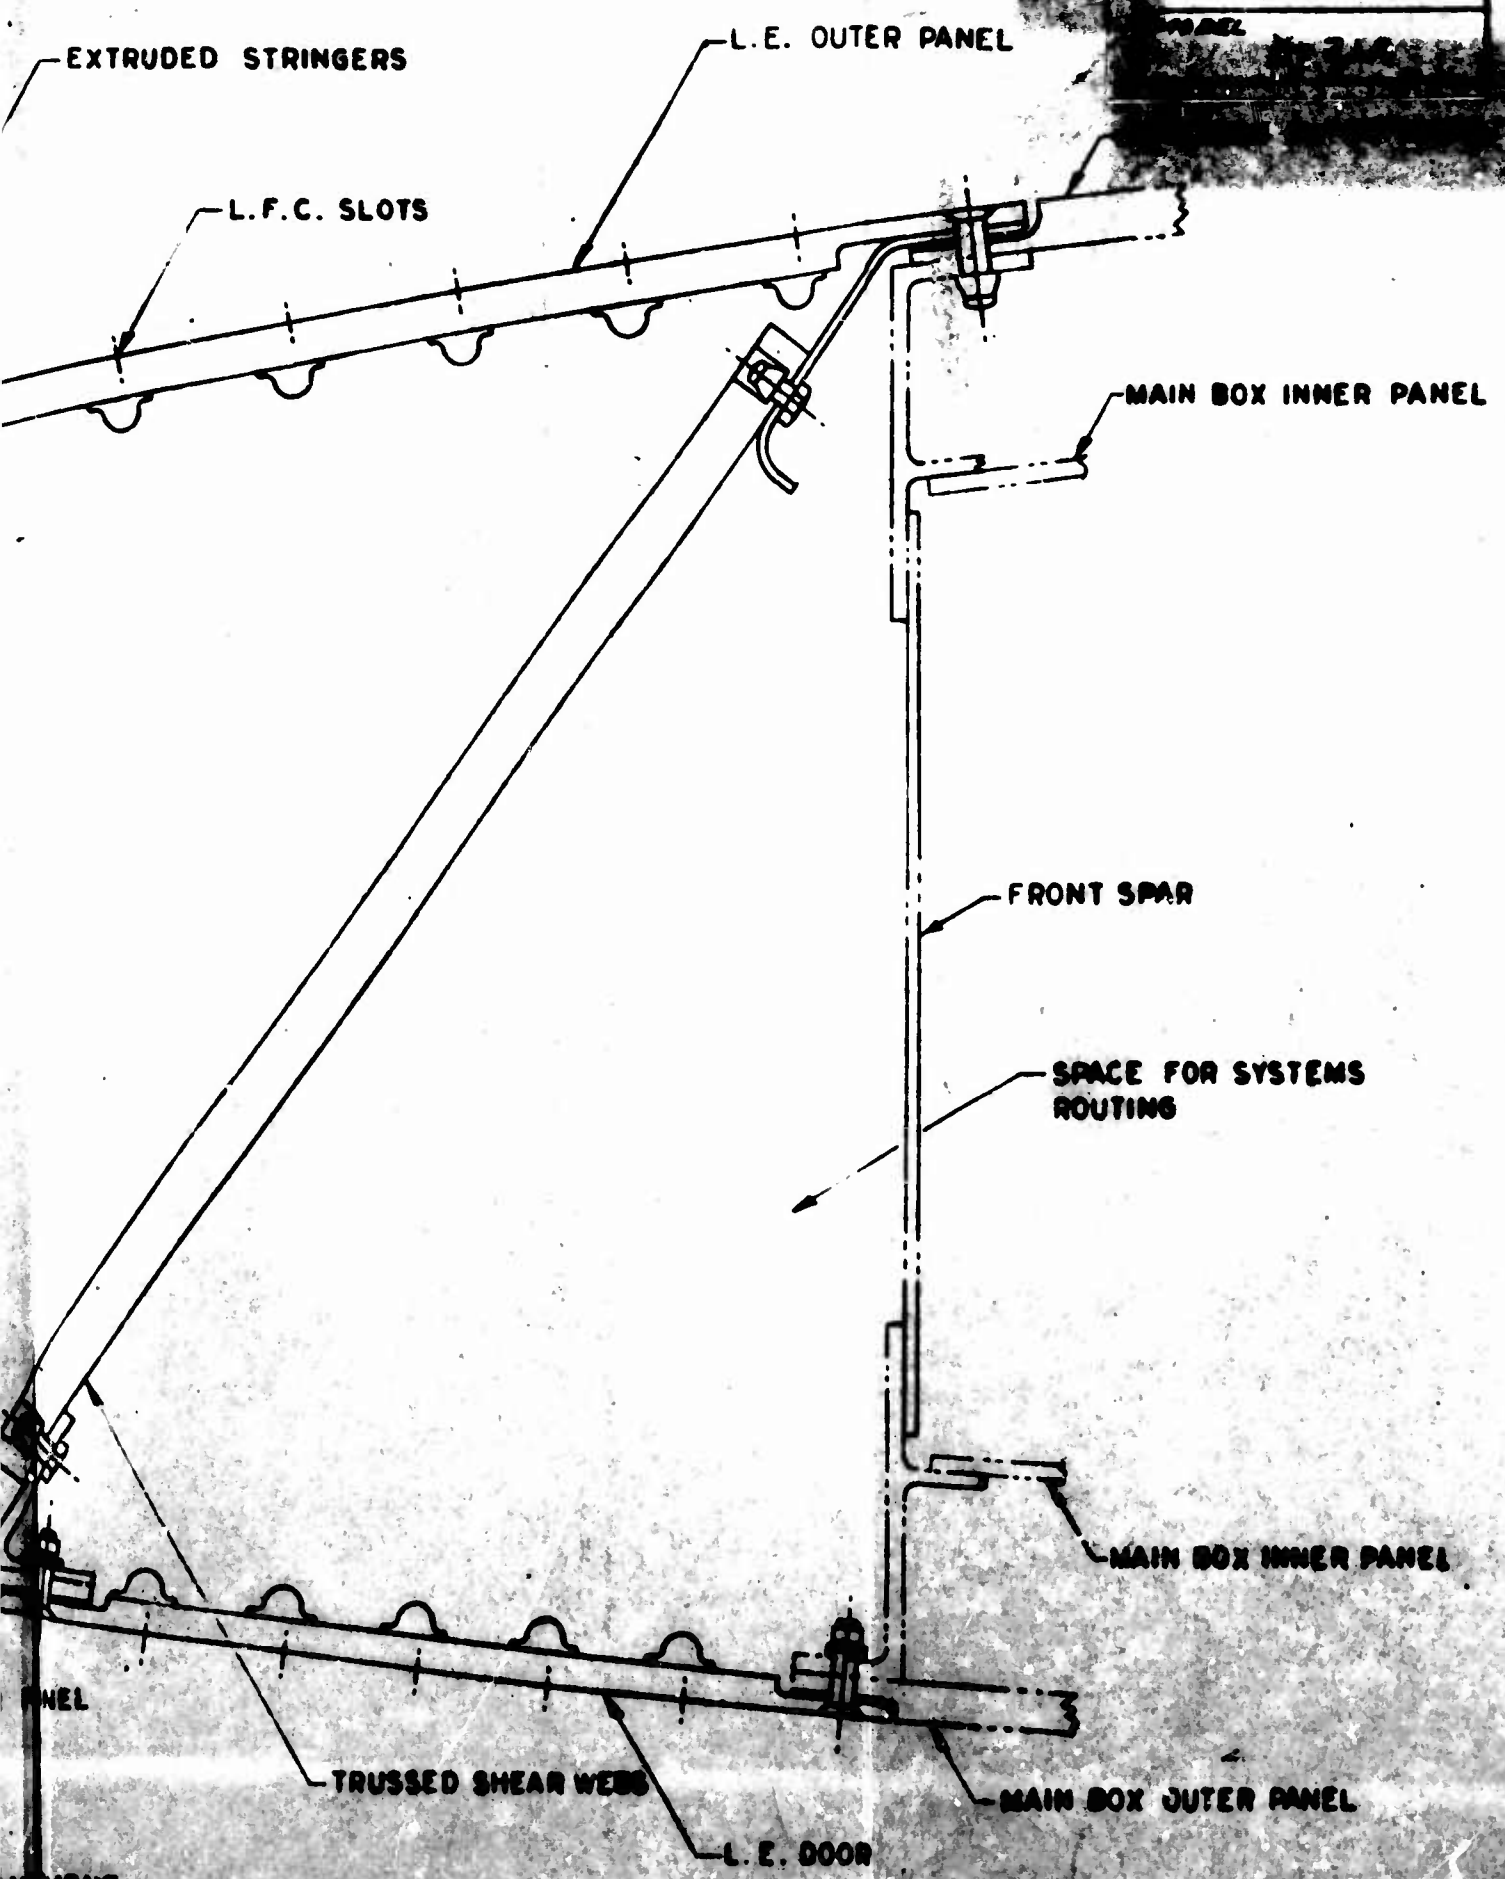 EXTRUDED STRINGERS
L.E. OUTER PANEL
L.F.C. SLOTS
MAIN BOX INNER PANEL
FRONT SPAR
SPACE FOR SYSTEMS
ROUTING
MAIN BOX INNER PANEL
TRUSSED SHEAR WEBS
MAIN BOX OUTER PANEL
L.E. DOOR